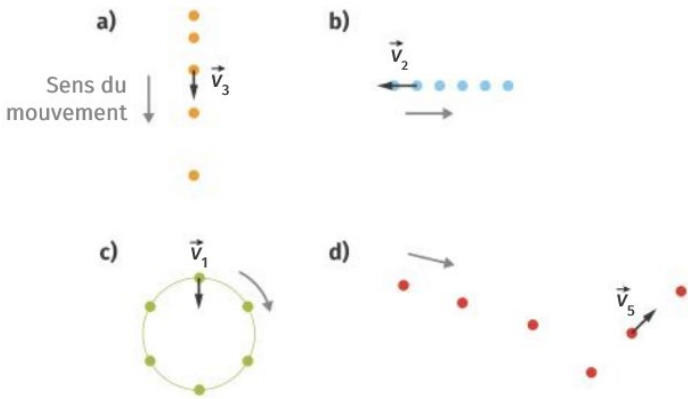 a)
Sens du
mouvement
v⃗3
b)
v⃗2
c)
v⃗1
d)
v⃗5